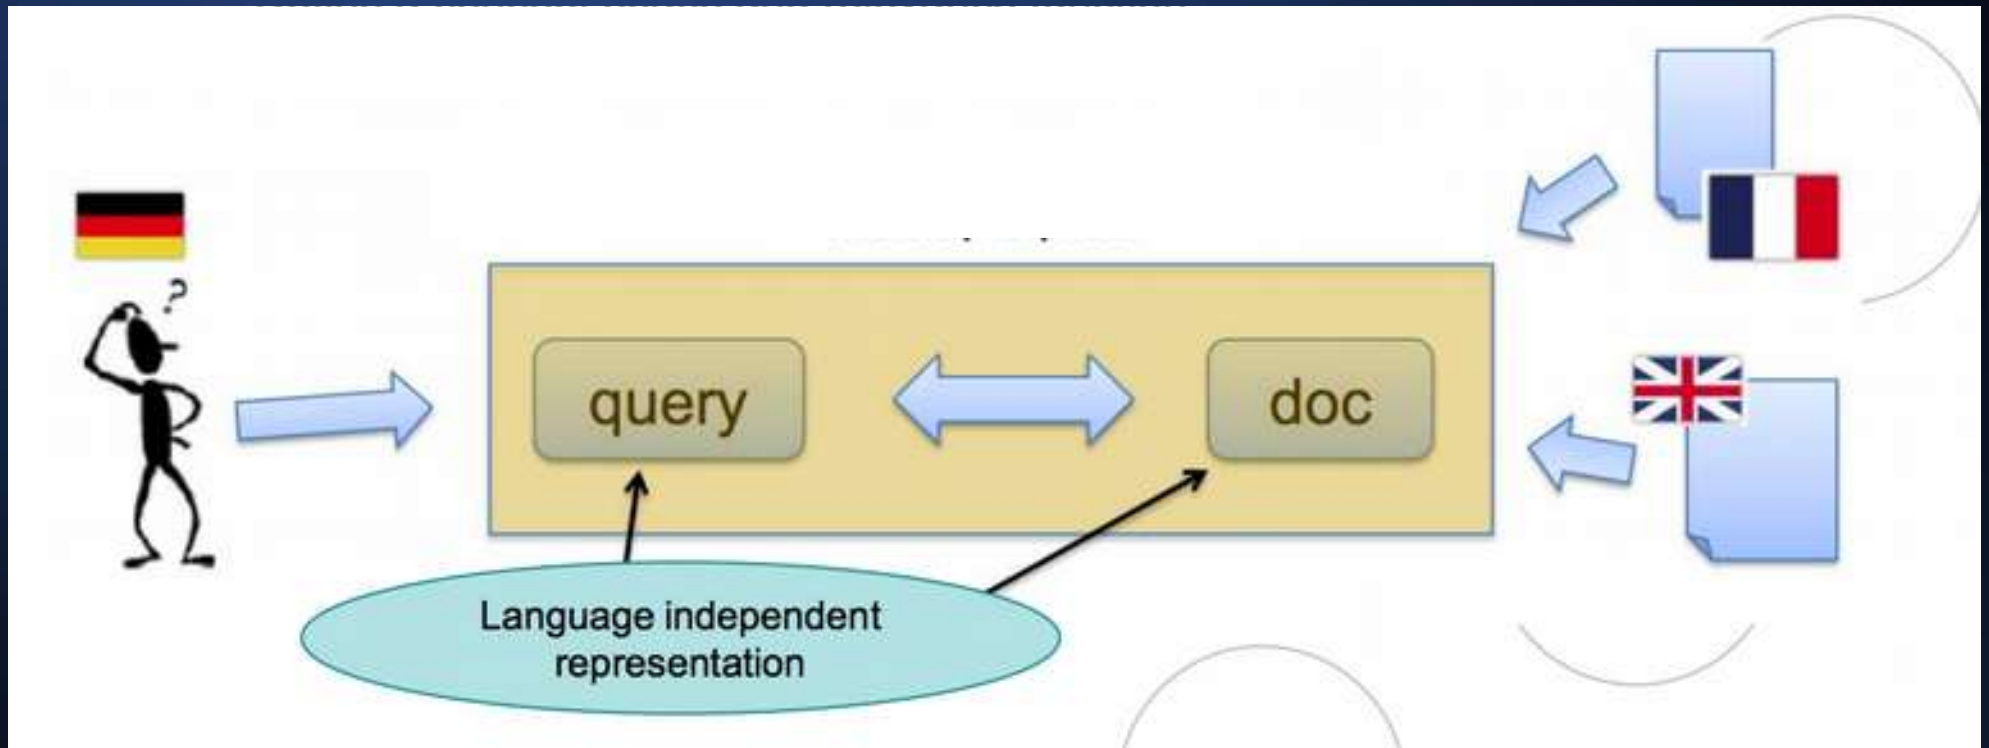 ?
query
doc
Language independent
representation